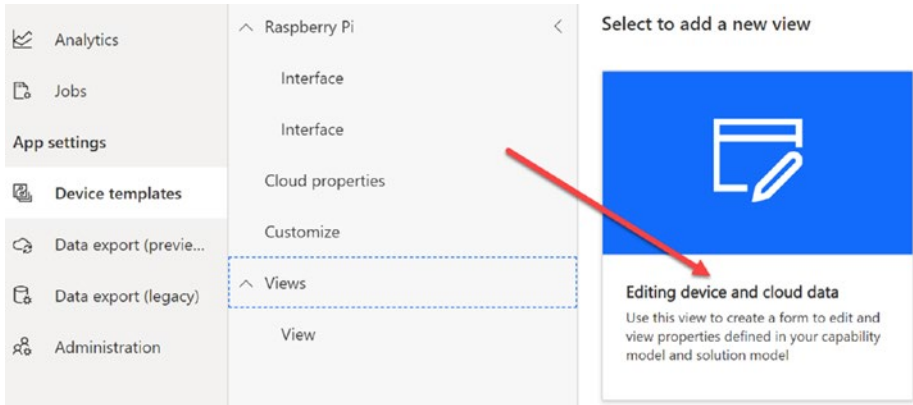 Analytics
Jobs
App settings
Device templates
Data export (previe...
Data export (legacy)
Administration
Raspberry Pi
Interface
Interface
Cloud properties
Customize
Views
View
Select to add a new view
Editing device and cloud data
Use this view to create a form to edit and
view properties defined in your capability
model and solution model